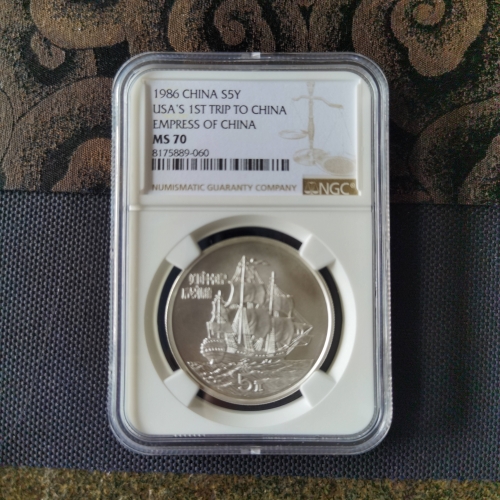 1986 CHINA S5Y
USA'S 1ST TRIP TO CHINA
EMPRESS OF CHINA
MS 70
8175889-060
NUMISMATIC GUARANTY COMPANY
NGC